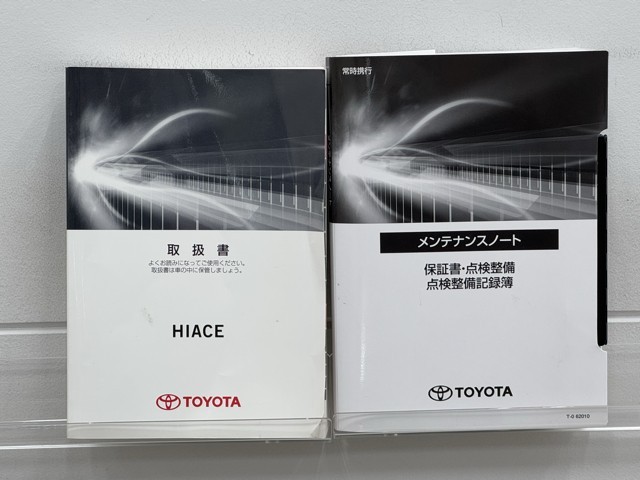 取扱書
よくお読みになってご使用ください。
取扱書は車の中に保管しましょう。
HIACE
TOYOTA
常時携行
メンテナンスノート
保証書・点検整備
点検整備記録簿
TOYOTA
T-0 62010